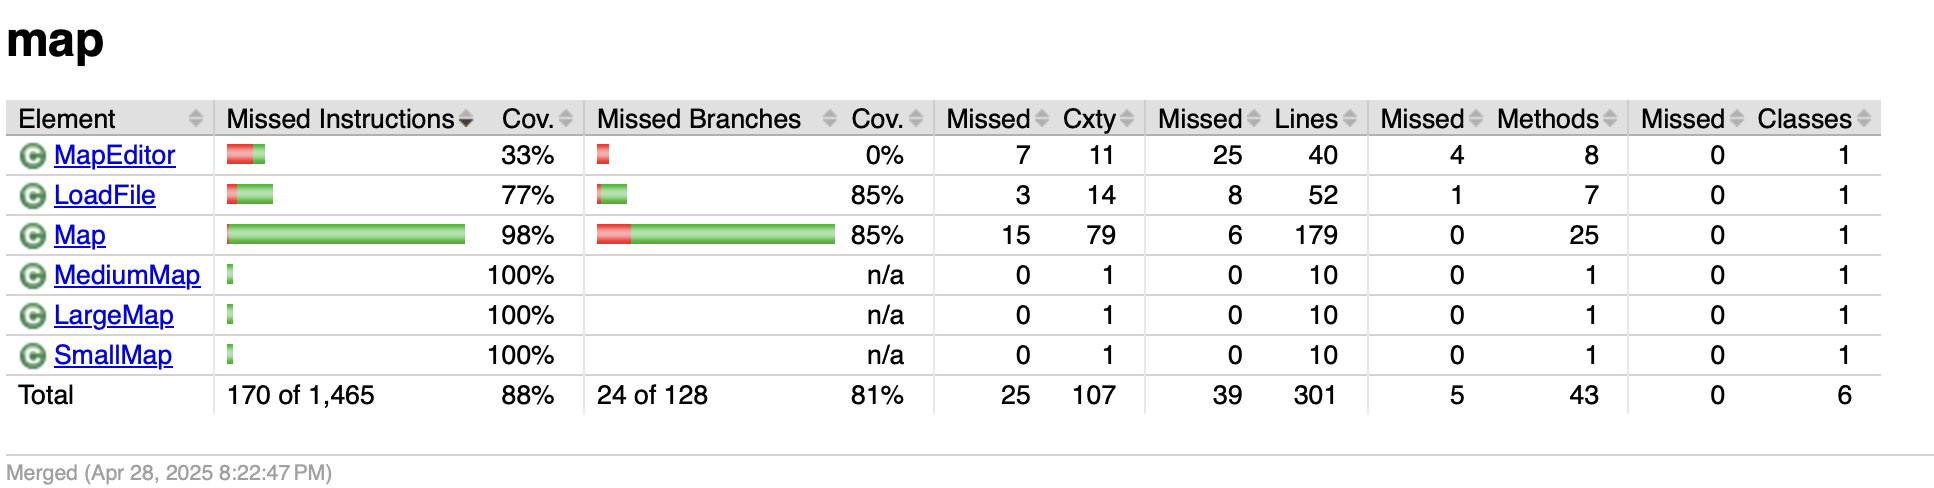 map
Element Missed Instructions Cov. Missed Branches Cov. Missed Cxty Missed Lines Missed Methods Missed Classes
MapEditor 33% 0% 7 11 25 40 4 8 0 1
LoadFile 77% 85% 3 14 8 52 1 7 0 1
Map 98% 85% 15 79 6 179 0 25 0 1
MediumMap 100% n/a 0 1 0 10 0 1 0 1
LargeMap 100% n/a 0 1 0 10 0 1 0 1
SmallMap 100% n/a 0 1 0 10 0 1 0 1
Total 170 of 1,465 88% 24 of 128 81% 25 107 39 301 5 43 0 6
Merged (Apr 28, 2025 8:22:47 PM)